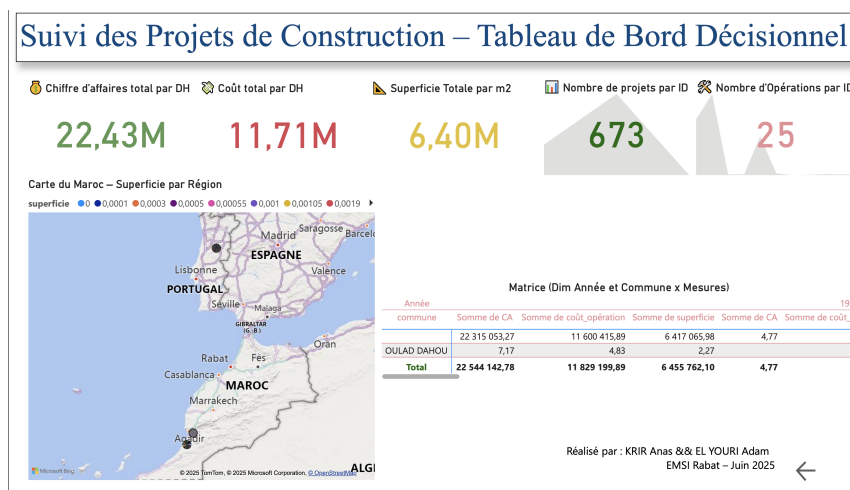 Suivi des Projets de Construction – Tableau de Bord Décisionnel
Chiffre d'affaires total par DH
Coût total par DH
Superficie Totale par m2
Nombre de projets par ID
Nombre d'Opérations par ID
22,43M
11,71M
6,40M
673
25
Carte du Maroc – Superficie par Région
superficie 0 0,0001 0,0003 0,0005 0,00055 0,001 0,00105 0,0019
Madrid
Saragosse
Barcelo
ESPAGNE
Lisbonne
Valence
PORTUGAL
Séville
Malaga
GIBRALTAR
(G.-B.)
Oran
Rabat
Fès
Casablanca
MAROC
Marrakech
Agadir
ALG
Microsoft Bing
© 2025 TomTom, © 2025 Microsoft Corporation, © OpenStreetMap
Matrice (Dim Année et Commune x Mesures)
Année 19
commune Somme de CA Somme de coût_opération Somme de superficie Somme de CA Somme de coût_
22 315 053,27 11 600 415,89 6 417 065,98 4,77
OULAD DAHOU 7,17 4,83 2,27
Total 22 544 142,78 11 829 199,89 6 455 762,10 4,77
Réalisé par : KRIR Anas && EL YOURI Adam
EMSI Rabat – Juin 2025